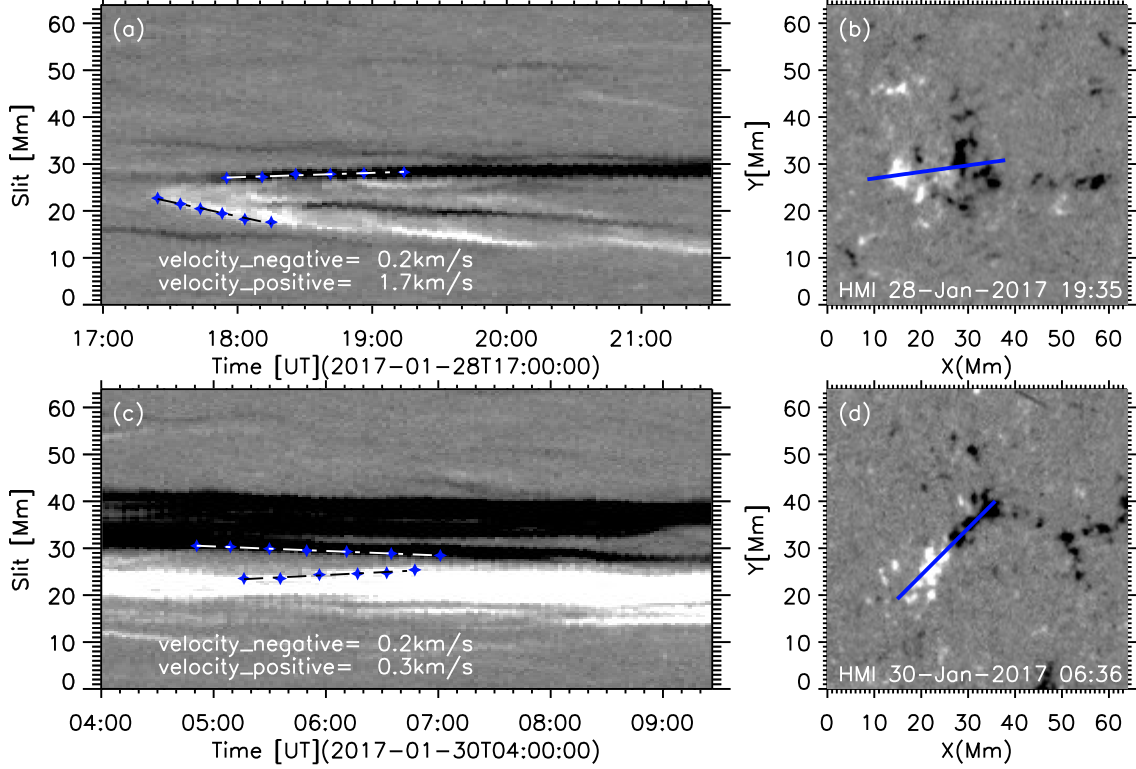 (a)
60
50
40
30
20
10
0
Slit [Mm]
velocity_negative= 0.2km/s
velocity_positive= 1.7km/s
17:00 18:00 19:00 20:00 21:00
Time [UT](2017-01-28T17:00:00)
(b)
60
50
40
30
20
10
0
Y[Mm]
HMI 28-Jan-2017 19:35
0 10 20 30 40 50 60
X(Mm)
(c)
60
50
40
30
20
10
0
Slit [Mm]
velocity_negative= 0.2km/s
velocity_positive= 0.3km/s
04:00 05:00 06:00 07:00 08:00 09:00
Time [UT](2017-01-30T04:00:00)
(d)
60
50
40
30
20
10
0
Y[Mm]
HMI 30-Jan-2017 06:36
0 10 20 30 40 50 60
X(Mm)